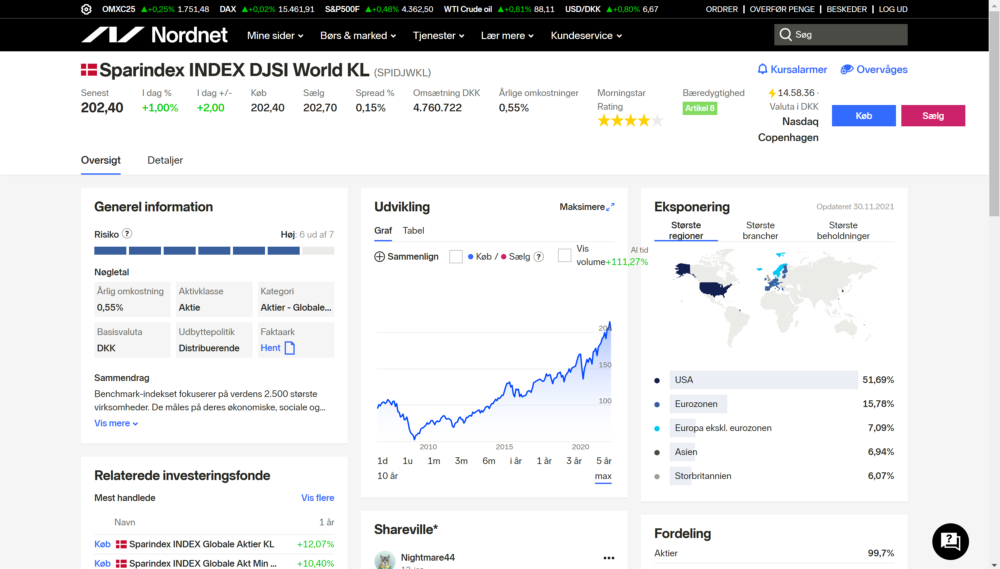 OMXC25 ▲+0,25% 1.751,48 DAX ▲+0,02% 15.461,91 S&P500F ▲+0,48% 4.362,50 WTI Crude oil ▲+0,81% 88,11 USD/DKK ▲+0,80% 6,67 ORDRER | OVERFØR PENGE | BESKEDER | LOG UD
Nordnet Mine sider Børs & marked Tjenester Lær mere Kundeservice Søg
Sparindex INDEX DJSI World KL (SPIDJWKL) Kursalarmer Overvåges
Senest I dag % I dag +/- Køb Sælg Spread % Omsætning DKK Årlige omkostninger Morningstar Rating Bæredygtighed 14.58.36 ·
202,40 +1,00% +2,00 202,40 202,70 0,15% 4.760.722 0,55% Artikel 8 Valuta i DKK
Nasdaq
Copenhagen
Køb Sælg
Oversigt Detaljer
Generel information
Risiko ? Høj: 6 ud af 7
Nøgletal
Årlig omkostning Aktivklasse Kategori
0,55% Aktie Aktier - Globale...
Basisvaluta Udbyttepolitik Faktaark
DKK Distribuerende Hent
Sammendrag
Benchmark-indekset fokuserer på verdens 2.500 største
virksomheder. De måles på deres økonomiske, sociale og...
Vis mere
Relaterede investeringsfonde
Mest handlede Vis flere
Navn 1 år
Køb Sparindex INDEX Globale Aktier KL +12,07%
Køb Sparindex INDEX Globale Akt Min ... +10,40%
Udvikling Maksimere
Graf Tabel
Sammenlign Køb / Sælg ? Vis volume Al tid
+111,27%
200
150
100
2010 2015 2020
1d 1u 1m 3m 6m i år 1 år 3 år 5 år
10 år max
Shareville*
Nightmare44
Eksponering Opdateret 30.11.2021
Største regioner Største brancher Største beholdninger
USA 51,69%
Eurozonen 15,78%
Europa ekskl. eurozonen 7,09%
Asien 6,94%
Storbritannien 6,07%
Fordeling
Aktier 99,7%
?